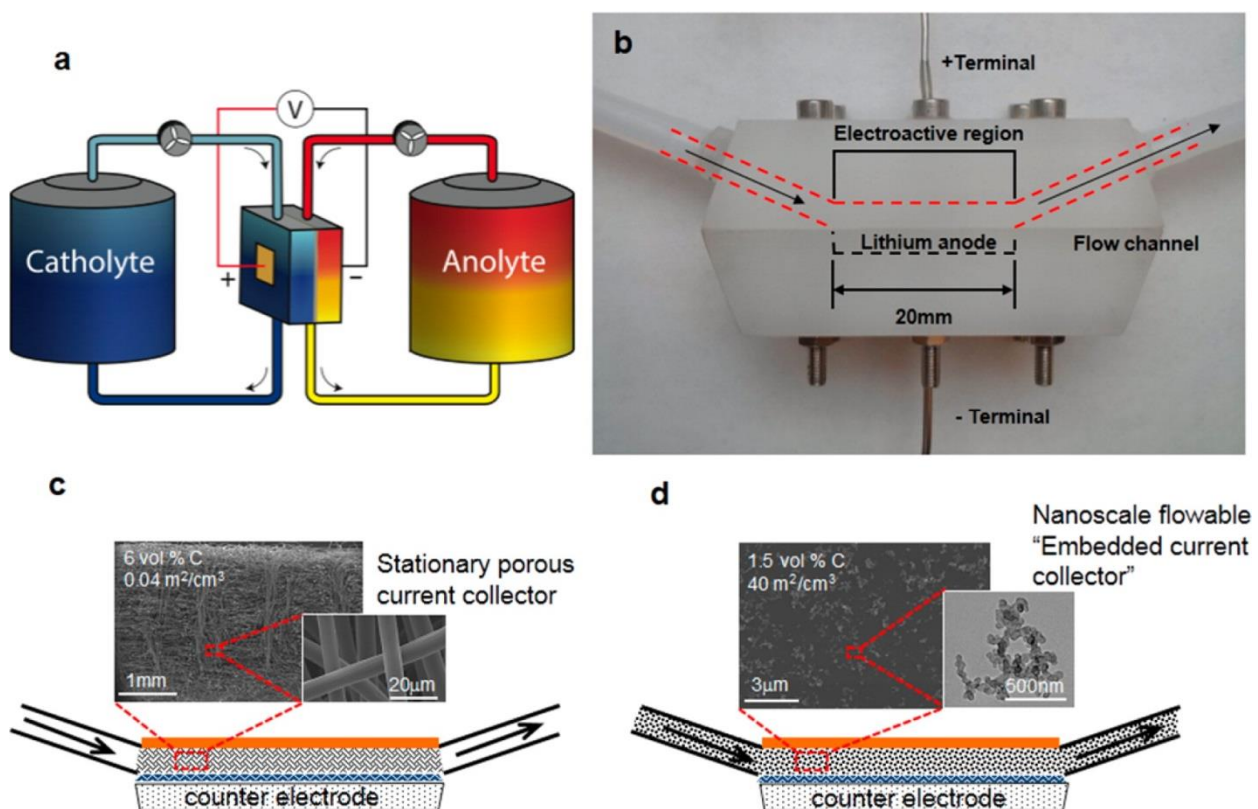 a
V
Catholyte
+
−
Anolyte
b
+Terminal
Electroactive region
Lithium anode
Flow channel
20mm
- Terminal
c
6 vol % C
0.04 m²/cm³
1mm
20μm
Stationary porous
current collector
counter electrode
d
1.5 vol % C
40 m²/cm³
3μm
600nm
Nanoscale flowable
“Embedded current
collector”
counter electrode